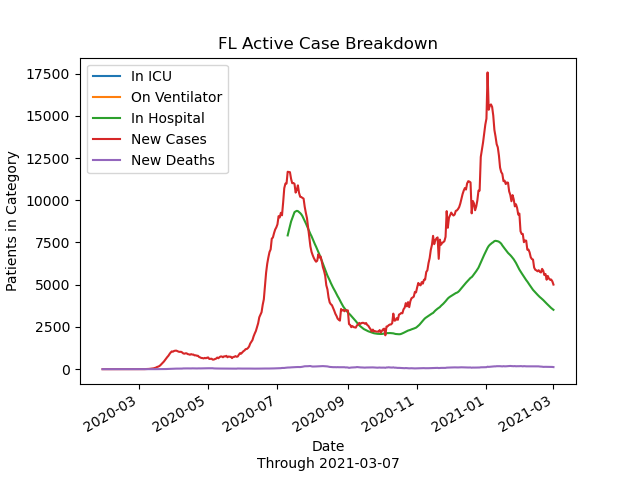 FL Active Case Breakdown
In ICU
On Ventilator
In Hospital
New Cases
New Deaths
Patients in Category
17500
15000
12500
10000
7500
5000
2500
0
2020-03
2020-05
2020-07
2020-09
2020-11
2021-01
2021-03
Date
Through 2021-03-07